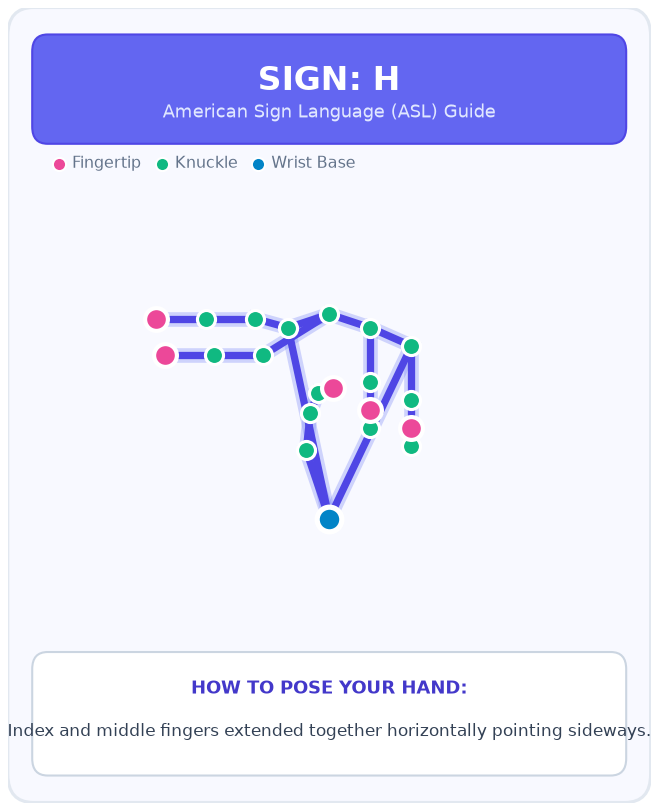 SIGN: H
American Sign Language (ASL) Guide
Fingertip Knuckle Wrist Base
HOW TO POSE YOUR HAND:
Index and middle fingers extended together horizontally pointing sideways.